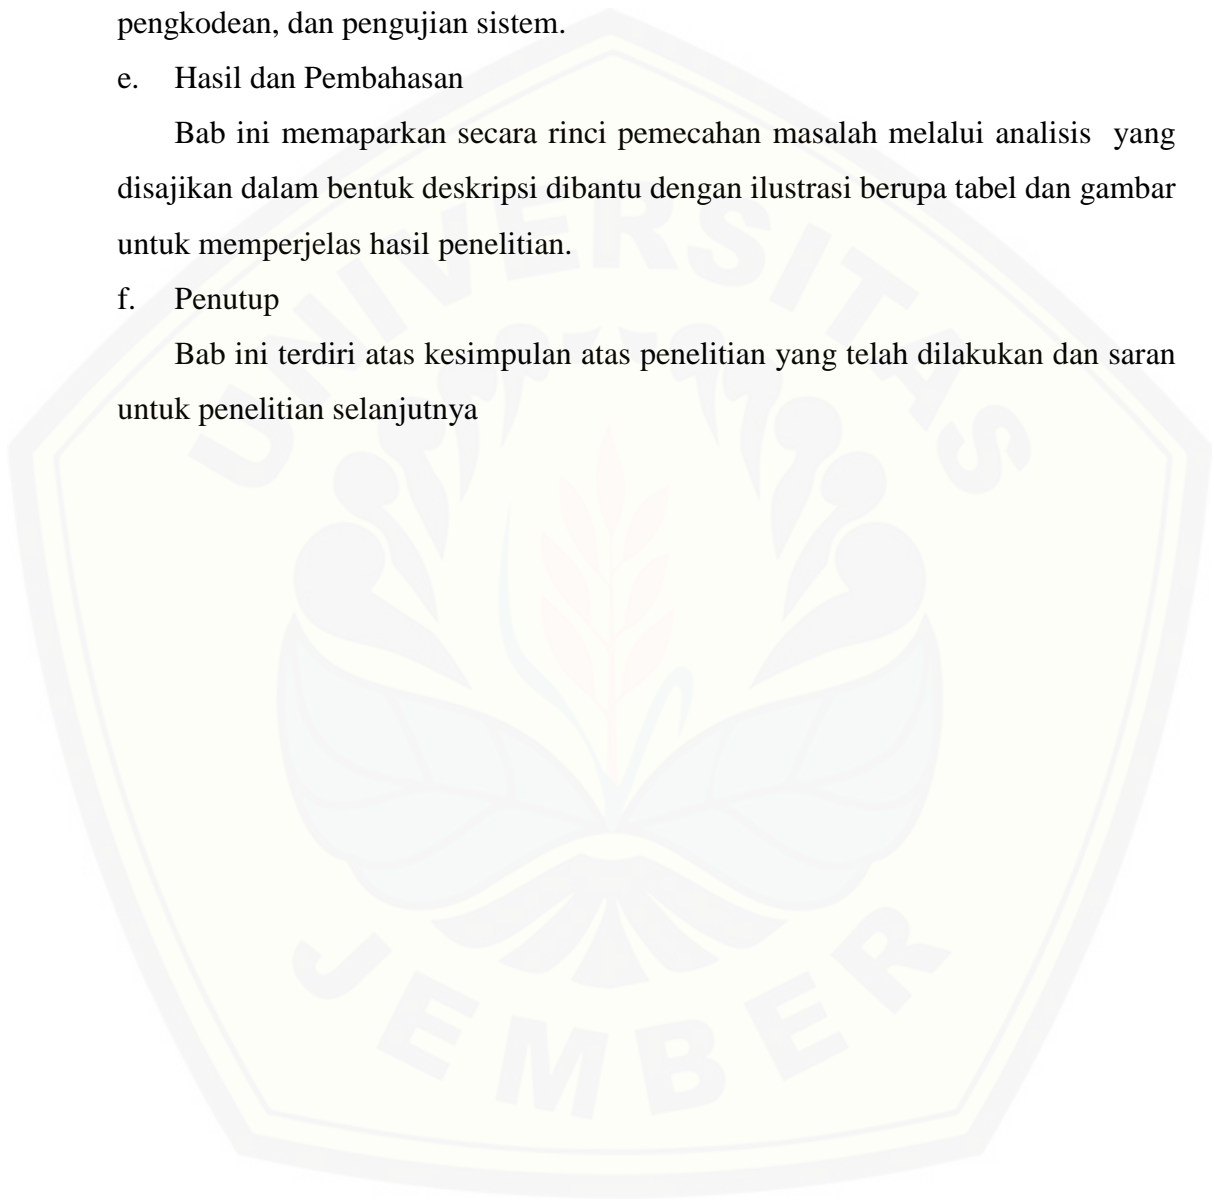 pengkodean, dan pengujian sistem.
e. Hasil dan Pembahasan
Bab ini memaparkan secara rinci pemecahan masalah melalui analisis yang
disajikan dalam bentuk deskripsi dibantu dengan ilustrasi berupa tabel dan gambar
untuk memperjelas hasil penelitian.
f. Penutup
Bab ini terdiri atas kesimpulan atas penelitian yang telah dilakukan dan saran
untuk penelitian selanjutnya
UNIVERSITAS
JEMBER